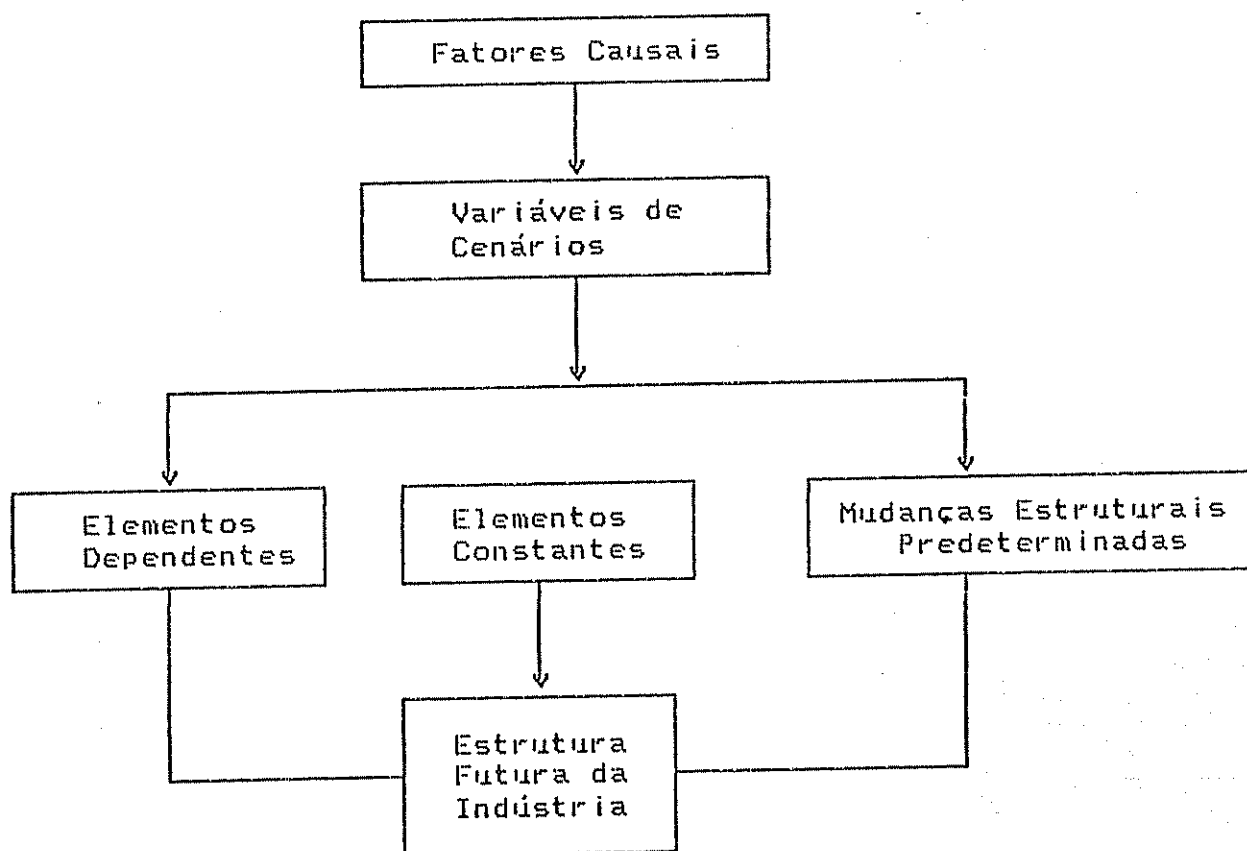 Fatores Causais
Variáveis de
Cenários
Elementos
Dependentes
Elementos
Constantes
Mudanças Estruturais
Predeterminadas
Estrutura
Futura da
Indústria